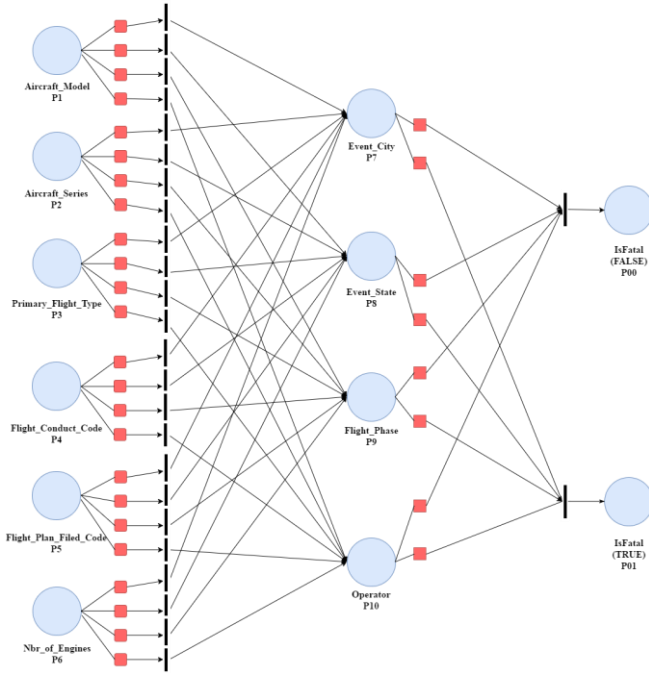 Aircraft_Model
P1
Aircraft_Series
P2
Primary_Flight_Type
P3
Flight_Conduct_Code
P4
Flight_Plan_Filed_Code
P5
Nbr_of_Engines
P6
Event_City
P7
Event_State
P8
Flight_Phase
P9
Operator
P10
IsFatal
(FALSE)
P00
IsFatal
(TRUE)
P01